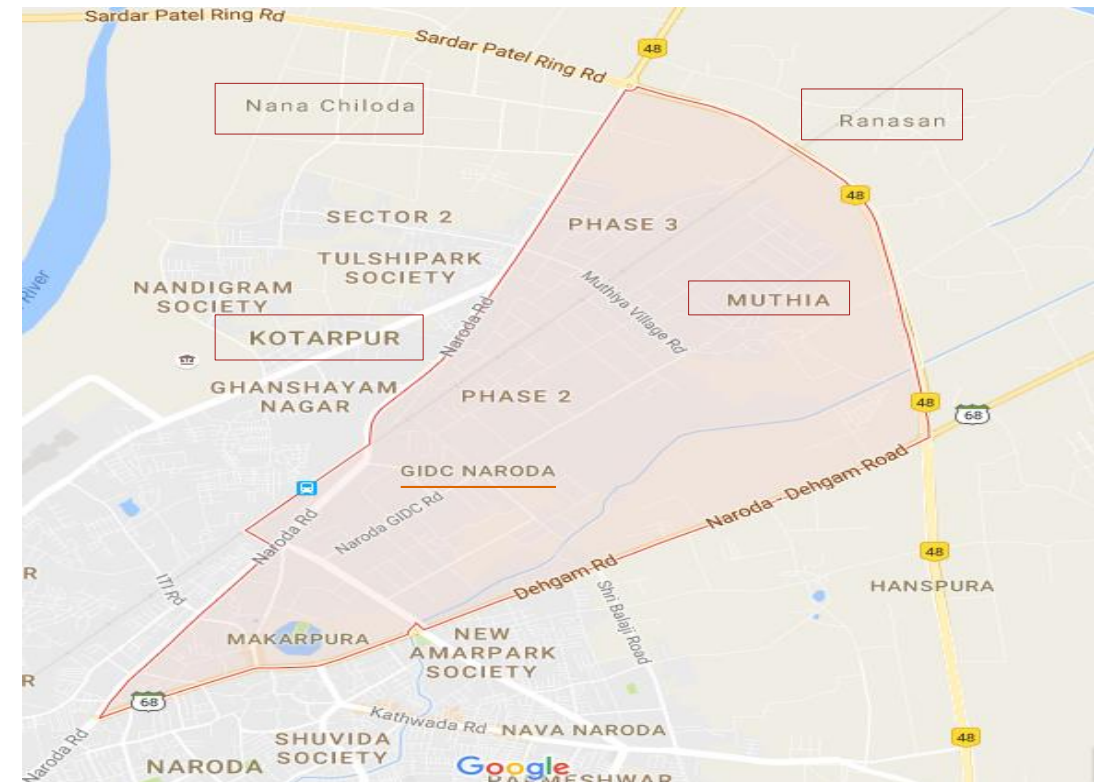 Sardar Patel Ring Rd
Sardar Patel Ring Rd
48
Nana Chiloda
Ranasan
48
SECTOR 2
PHASE 3
TULSHIPARK
SOCIETY
NANDIGRAM
SOCIETY
River
Muthiya Village Rd
MUTHIA
Naroda Rd
KOTARPUR
GHANSHAYAM
NAGAR
PHASE 2
48
68
GIDC NARODA
Naroda - Dehgam Road
Naroda GIDC Rd
Naroda Rd
48
R
ITI Rd
Dehgam Rd
HANSPURA
Shri Balaji Road
MAKARPURA
NEW
AMARPARK
SOCIETY
R
68
Kathwada Rd
NAVA NARODA
Naroda Rd
SHUVIDA
SOCIETY
48
NARODA
Google